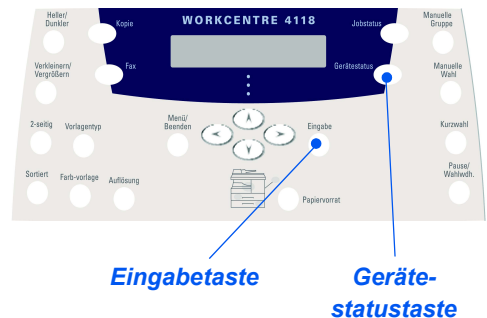 Heller/
Dunkler
Kopie
WORKCENTRE 4118
Jobstatus
Manuelle
Gruppe
Verkleinern/
Vergrößern
Fax
Gerätestatus
Manuelle
Wahl
2-seitig
Vorlagentyp
Menü/
Beenden
Eingabe
Kurzwahl
Sortiert
Farb-vorlage
Auflösung
Papiervorrat
Pause/
Wahlwdh.
Eingabetaste
Geräte-
statustaste